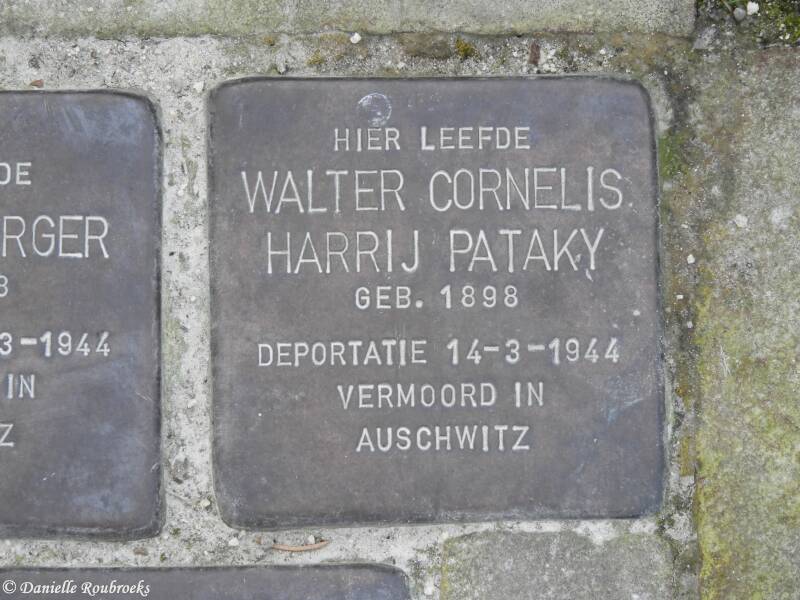 DE
RGER
8
3-1944
IN
Z
HIER LEEFDE
WALTER CORNELIS
HARRIJ PATAKY
GEB. 1898
DEPORTATIE 14-3-1944
VERMOORD IN
AUSCHWITZ
© Danielle Roubroeks